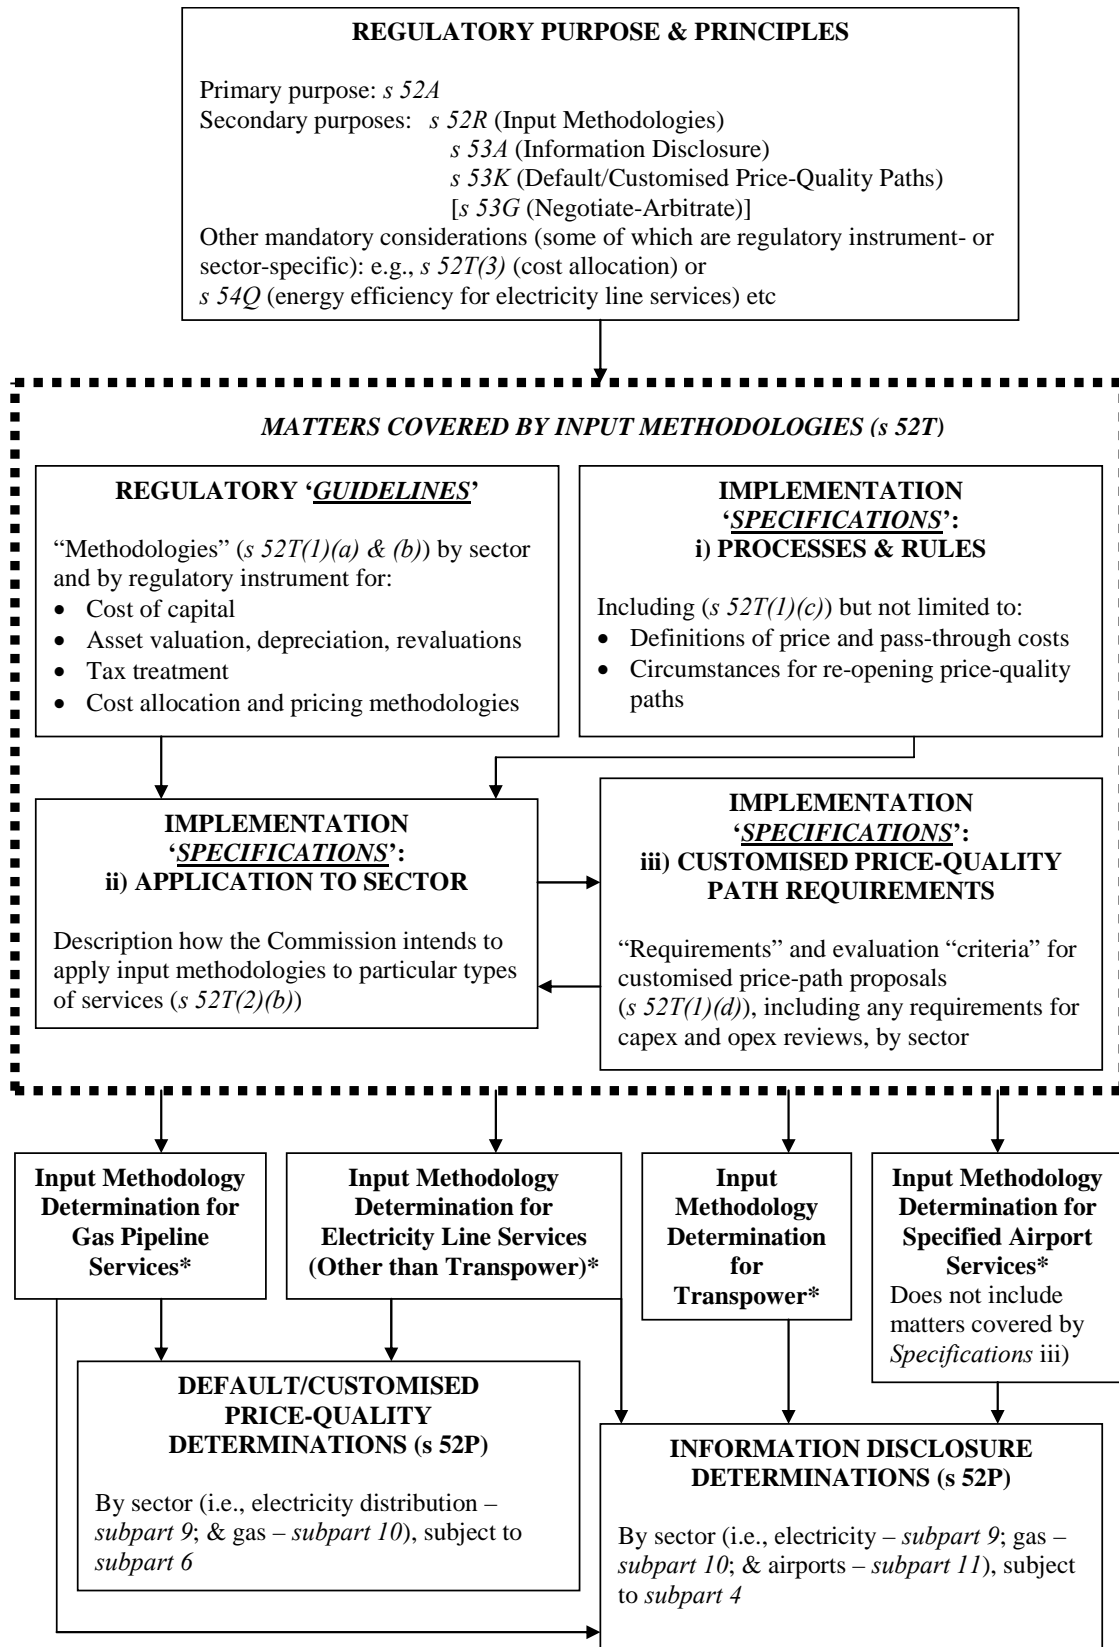 REGULATORY PURPOSE & PRINCIPLES
Primary purpose: s 52A
Secondary purposes: s 52R (Input Methodologies)
s 53A (Information Disclosure)
s 53K (Default/Customised Price-Quality Paths)
[s 53G (Negotiate-Arbitrate)]
Other mandatory considerations (some of which are regulatory instrument- or
sector-specific): e.g., s 52T(3) (cost allocation) or
s 54Q (energy efficiency for electricity line services) etc
MATTERS COVERED BY INPUT METHODOLOGIES (s 52T)
REGULATORY ‘GUIDELINES’
“Methodologies” (s 52T(1)(a) & (b)) by sector
and by regulatory instrument for:
• Cost of capital
• Asset valuation, depreciation, revaluations
• Tax treatment
• Cost allocation and pricing methodologies
IMPLEMENTATION
‘SPECIFICATIONS’:
i) PROCESSES & RULES
Including (s 52T(1)(c)) but not limited to:
• Definitions of price and pass-through costs
• Circumstances for re-opening price-quality
paths
IMPLEMENTATION
‘SPECIFICATIONS’:
ii) APPLICATION TO SECTOR
Description how the Commission intends to
apply input methodologies to particular types
of services (s 52T(2)(b))
IMPLEMENTATION
‘SPECIFICATIONS’:
iii) CUSTOMISED PRICE-QUALITY
PATH REQUIREMENTS
“Requirements” and evaluation “criteria” for
customised price-path proposals
(s 52T(1)(d)), including any requirements for
capex and opex reviews, by sector
Input Methodology
Determination for
Gas Pipeline
Services*
Input Methodology
Determination for
Electricity Line Services
(Other than Transpower)*
Input
Methodology
Determination
for
Transpower*
Input Methodology
Determination for
Specified Airport
Services*
Does not include
matters covered by
Specifications iii)
DEFAULT/CUSTOMISED
PRICE-QUALITY
DETERMINATIONS (s 52P)
By sector (i.e., electricity distribution –
subpart 9; & gas – subpart 10), subject to
subpart 6
INFORMATION DISCLOSURE
DETERMINATIONS (s 52P)
By sector (i.e., electricity – subpart 9; gas –
subpart 10; & airports – subpart 11), subject
to subpart 4